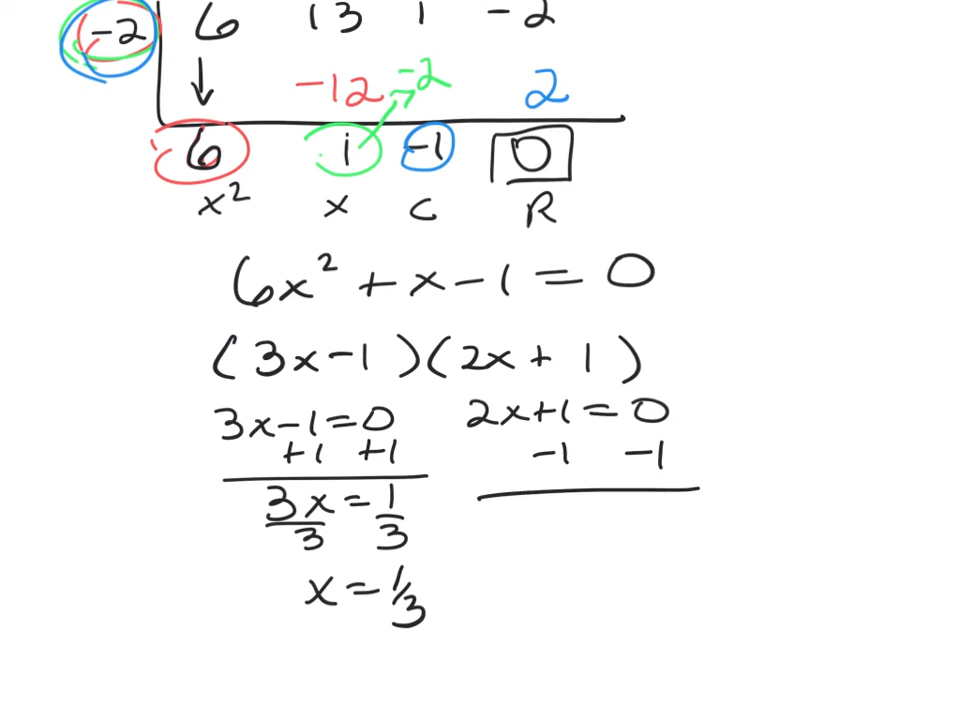 -2 | 6 13 1 -2
↓ -12 -2 2
6 1 -1 0
x² x c R
6x² + x - 1 = 0
(3x - 1)(2x + 1)
3x - 1 = 0 2x + 1 = 0
+1 +1 -1 -1
3x = 1
3 3
x = 1/3